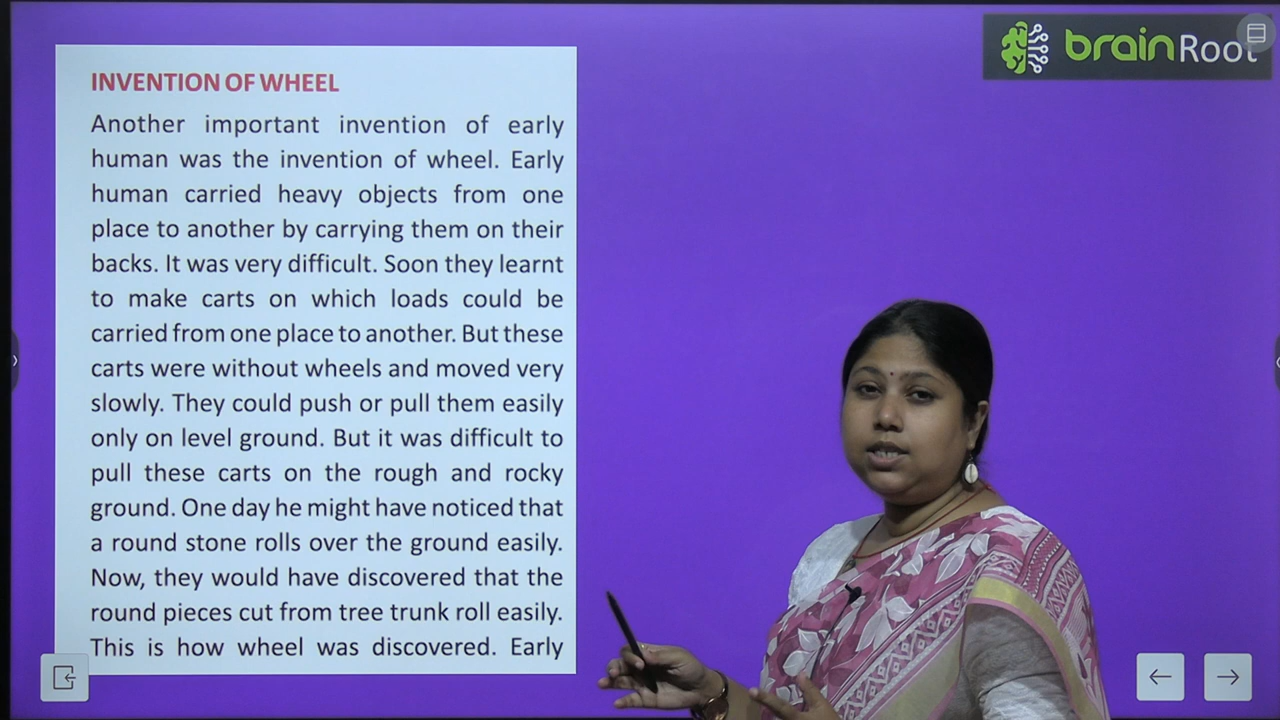 brainRoot
INVENTION OF WHEEL
Another important invention of early
human was the invention of wheel. Early
human carried heavy objects from one
place to another by carrying them on their
backs. It was very difficult. Soon they learnt
to make carts on which loads could be
carried from one place to another. But these
carts were without wheels and moved very
slowly. They could push or pull them easily
only on level ground. But it was difficult to
pull these carts on the rough and rocky
ground. One day he might have noticed that
a round stone rolls over the ground easily.
Now, they would have discovered that the
round pieces cut from tree trunk roll easily.
This is how wheel was discovered. Early